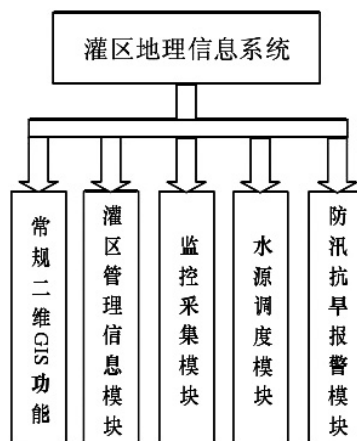 灌区地理信息系统
常规二维GIS功能
灌区管理信息模块
监控采集模块
水源调度模块
防汛抗旱报警模块